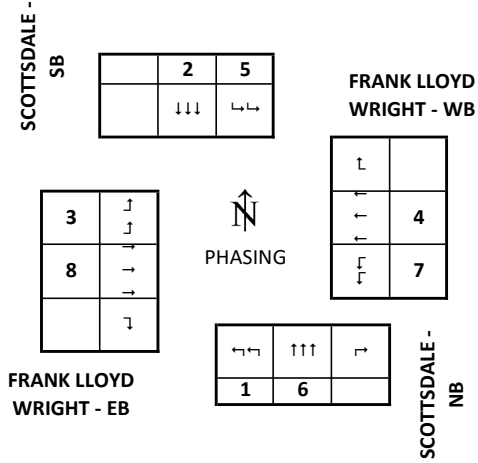 SCOTTSDALE -
SB
2 5
↓↓↓ ↳↳
FRANK LLOYD
WRIGHT - WB
4
7
3
8
N
PHASING
FRANK LLOYD
WRIGHT - EB
1 6
SCOTTSDALE -
NB